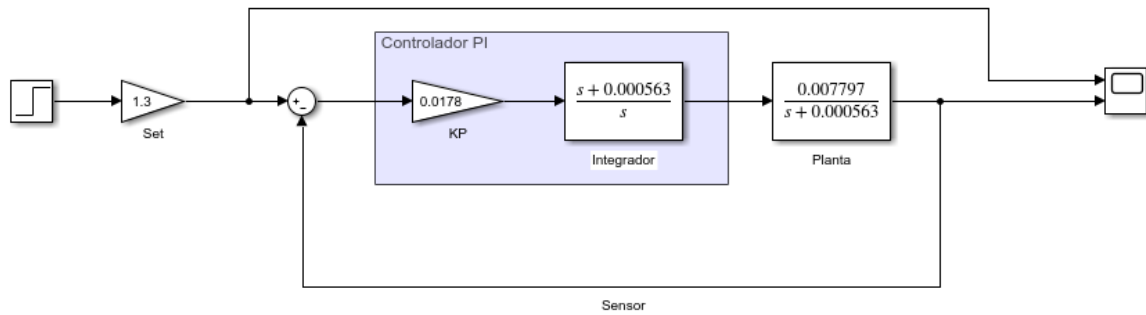 Controlador PI
1.3
Set
+
-
0.0178
KP
s + 0.000563
s
Integrador
0.007797
s + 0.000563
Planta
Sensor